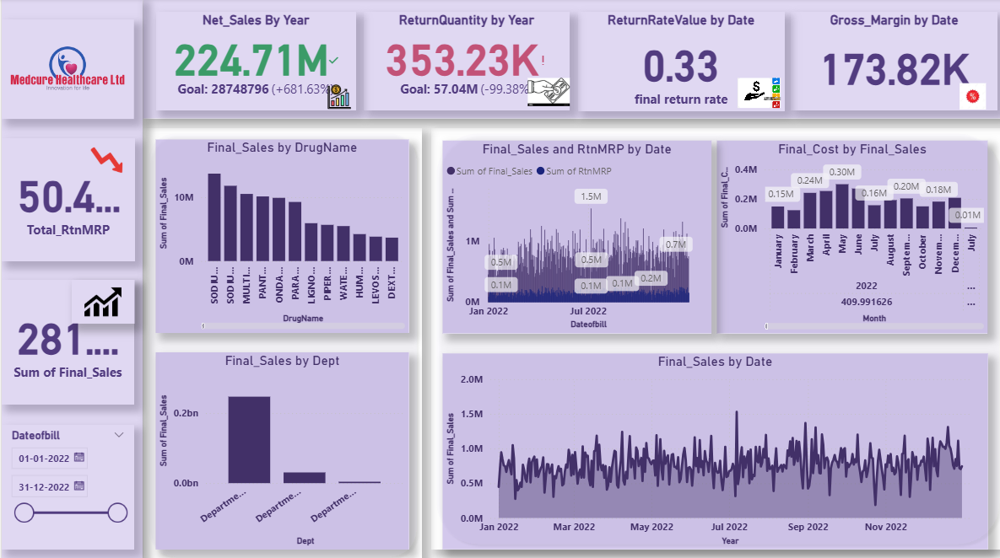 Medcure Healthcare Ltd
Innovation for life
Net_Sales By Year
224.71M
Goal: 28748796 (+681.63%
ReturnQuantity by Year
353.23K!
Goal: 57.04M (-99.38%
ReturnRateValue by Date
0.33
final return rate
$
Gross_Margin by Date
173.82K
%
50.4...
Total_RtnMRP
281....
Sum of Final_Sales
Dateofbill
01-01-2022
31-12-2022
Final_Sales by DrugName
Sum of Final_Sales
10M
0M
SODIU...
SODIU...
MULTI...
PANT...
ONDA...
PARA...
LIGNO...
PIPER...
WATE...
HUM...
LEVOS...
DEXT...
DrugName
Final_Sales and RtnMRP by Date
Sum of Final_Sales
Sum of RtnMRP
Sum of Final_Sales and Sum ...
1M
0M
1.5M
0.7M
0.5M
0.5M
0.1M
0.1M
0.1M
0.2M
Jan 2022
Jul 2022
Dateofbill
Final_Cost by Final_Sales
Sum of Final_C...
0.4M
0.2M
0.0M
0.15M
0.24M
0.30M
0.16M
0.20M
0.18M
0.01M
January
February
March
April
May
June
July
August
Septem...
October
Novem...
Decem...
July
2022
...
409.991626
...
Month
Final_Sales by Dept
Sum of Final_Sales
0.2bn
0.0bn
Departme...
Departme...
Departme...
Dept
Final_Sales by Date
Sum of Final_Sales
2.0M
1.5M
1.0M
0.5M
0.0M
Jan 2022
Mar 2022
May 2022
Jul 2022
Sep 2022
Nov 2022
Year